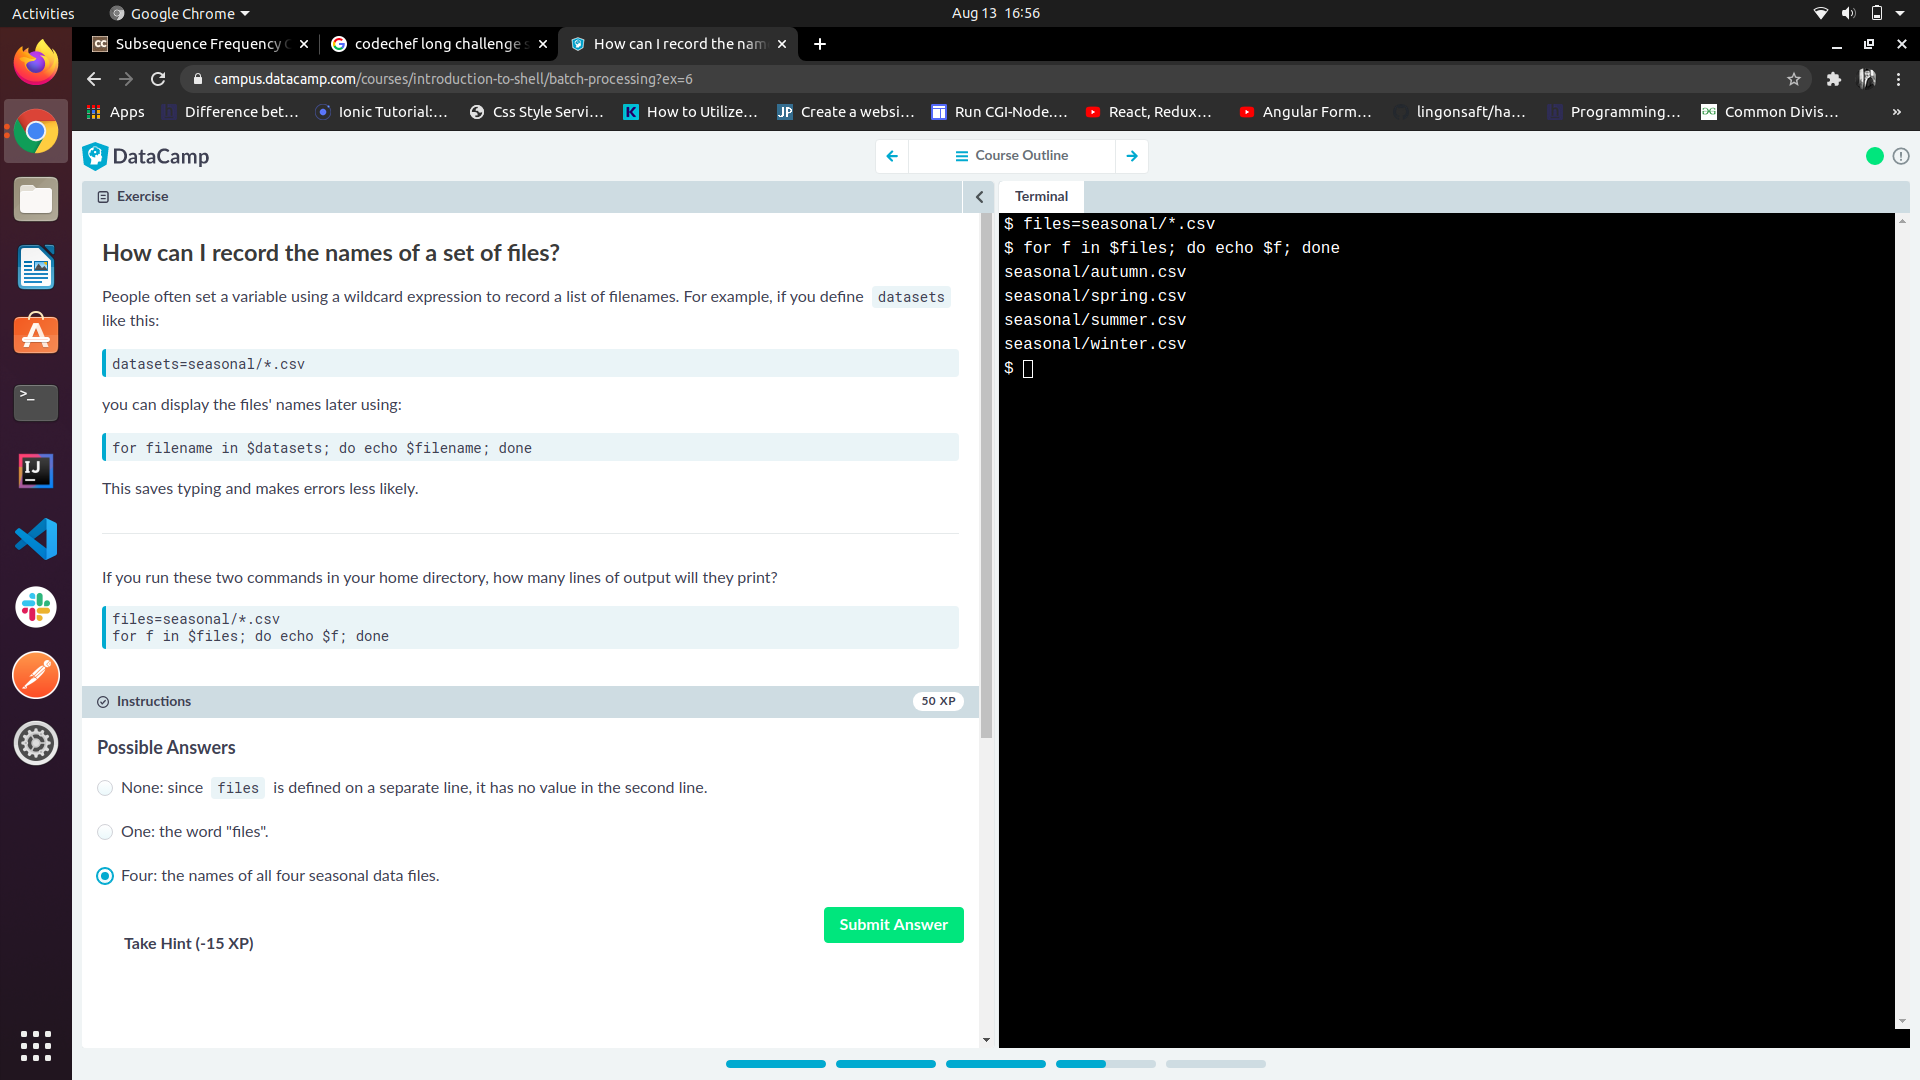 Activities
Google Chrome
Aug 13 16:56
CC
Subsequence Frequency
codechef long challenge s
How can I record the nam
campus.datacamp.com/courses/introduction-to-shell/batch-processing?ex=6
Apps
Difference bet...
Ionic Tutorial:...
Css Style Servi...
How to Utilize...
JP
Create a websi...
Run CGI-Node....
React, Redux...
Angular Form...
lingonsaft/ha...
Programming...
Common Divis...
»
DataCamp
Course Outline
Exercise
Terminal
How can I record the names of a set of files?
People often set a variable using a wildcard expression to record a list of filenames. For example, if you define datasets
like this:
datasets=seasonal/*.csv
you can display the files' names later using:
for filename in $datasets; do echo $filename; done
This saves typing and makes errors less likely.
If you run these two commands in your home directory, how many lines of output will they print?
files=seasonal/*.csv
for f in $files; do echo $f; done
Instructions
50 XP
Possible Answers
None: since files is defined on a separate line, it has no value in the second line.
One: the word "files".
Four: the names of all four seasonal data files.
Submit Answer
Take Hint (-15 XP)
$ files=seasonal/*.csv
$ for f in $files; do echo $f; done
seasonal/autumn.csv
seasonal/spring.csv
seasonal/summer.csv
seasonal/winter.csv
$
>_
IJ